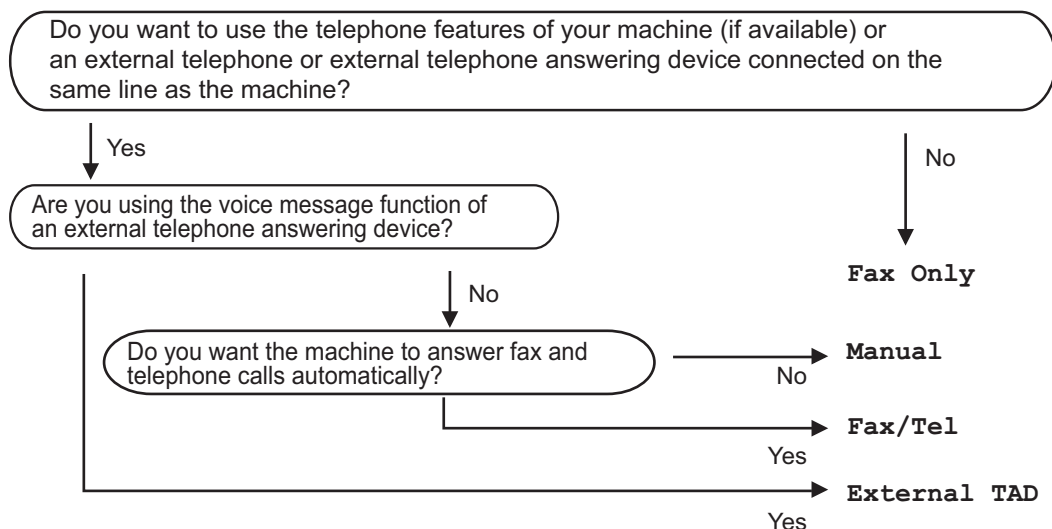 Do you want to use the telephone features of your machine (if available) or
an external telephone or external telephone answering device connected on the
same line as the machine?
Yes
No
Are you using the voice message function of
an external telephone answering device?
Fax Only
No
Do you want the machine to answer fax and
telephone calls automatically?
Manual
No
Fax/Tel
Yes
External TAD
Yes